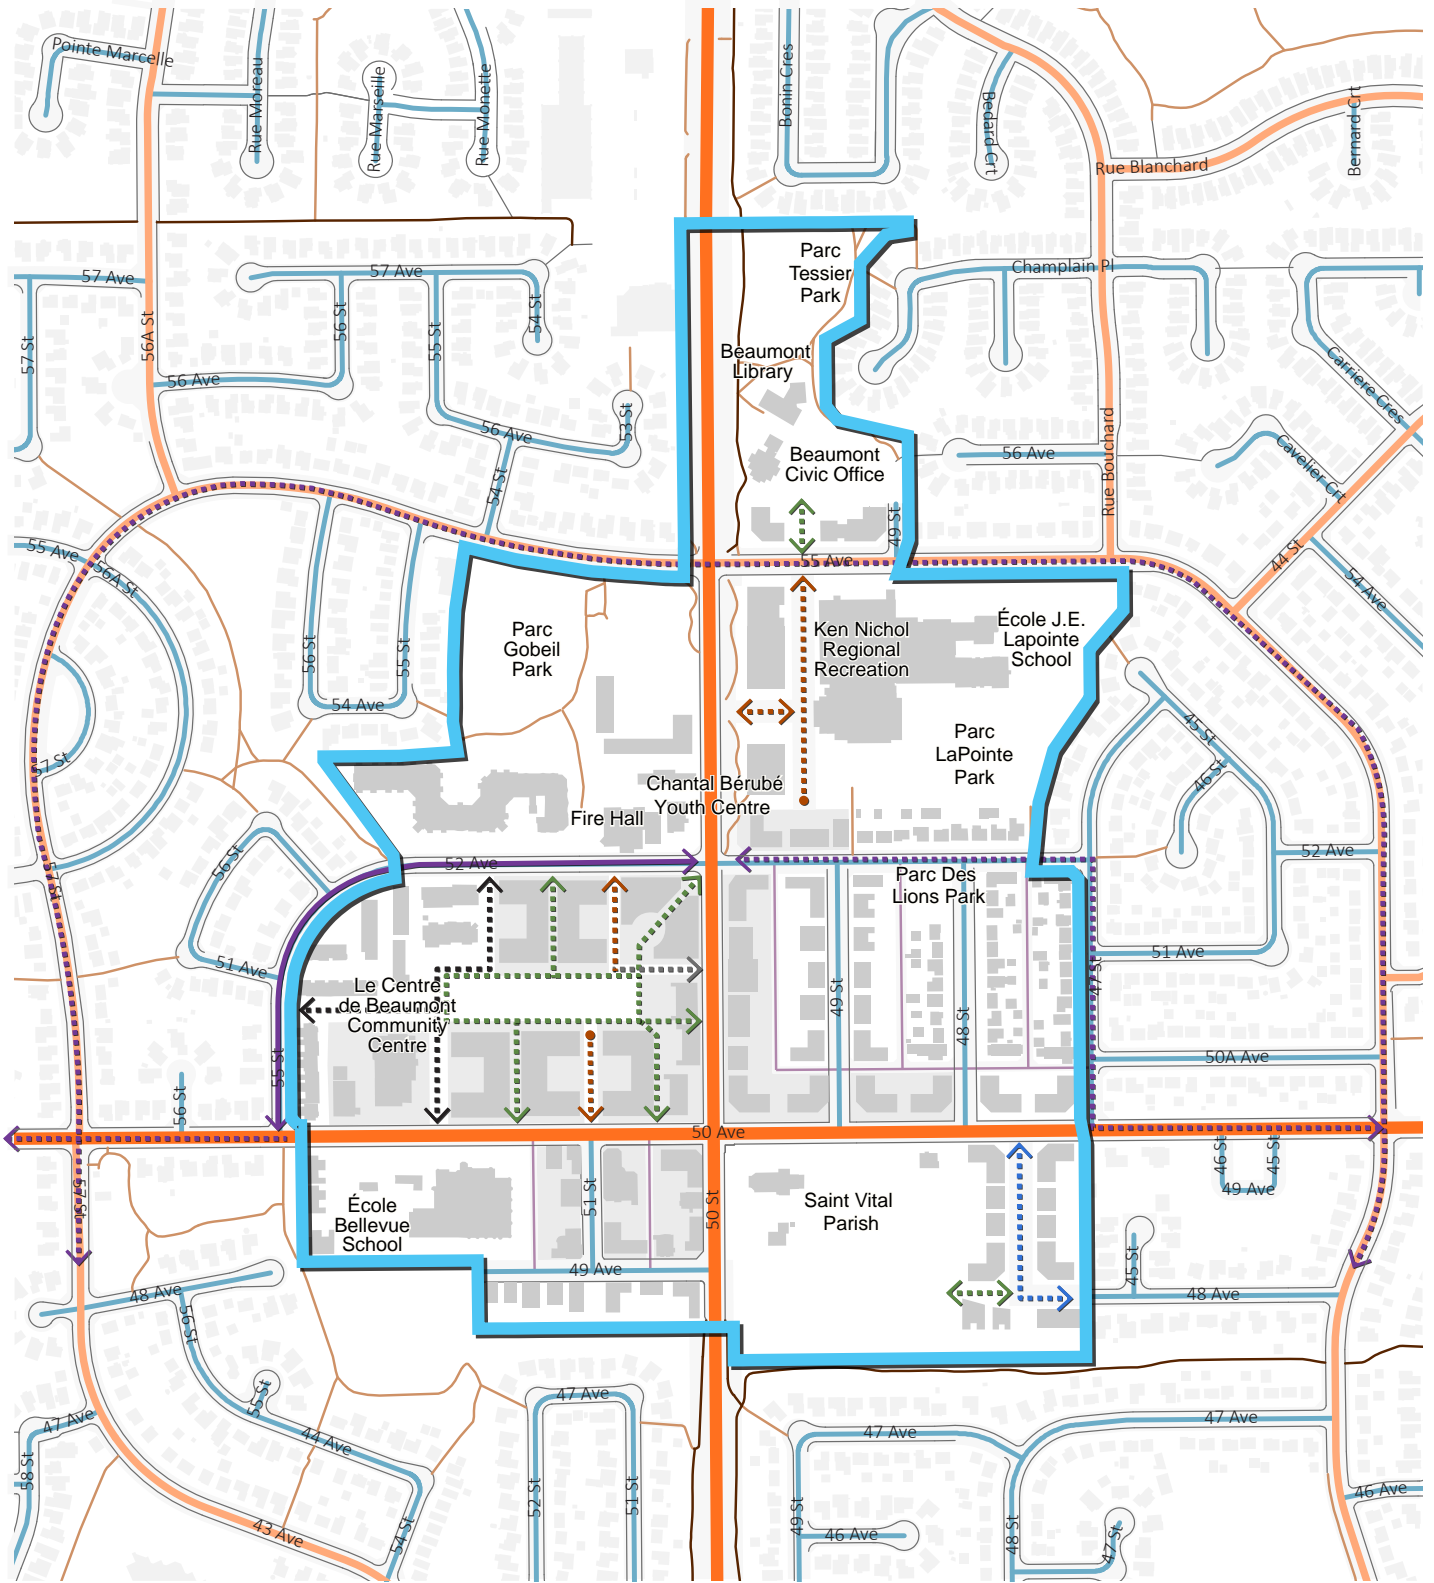 Pointe Marcelle
Rue Moreau
Rue Marseille
Rue Monette
Bonin Cres
Bedard Crt
Bernard Crt
Rue Blanchard
Parc
Tessier
Park
Champlain Pl
57 Ave
57 Ave
56A St
56 St
55 St
54 St
57 St
56 Ave
Beaumont
Library
Carriere Cres
53 St
56 Ave
54 St
Beaumont
Civic Office
56 Ave
Rue Bouchard
Cavelier Crt
49 St
55 Ave
55 Ave
56A St
44 St
54 Ave
Parc
Gobeil
Park
Ken Nichol
Regional
Recreation
École J.E.
Lapointe
School
56 St
55 St
54 Ave
Parc
LaPointe
Park
45 St
46 St
57 St
Chantal Bérubé
Youth Centre
Fire Hall
52 Ave
52 Ave
56 St
57 St
Parc Des
Lions Park
51 Ave
51 Ave
47 St
Le Centre
de Beaumont
Community
Centre
49 St
48 St
55 St
50A Ave
56 St
50 Ave
46 St
45 St
49 Ave
57 St
École
Bellevue
School
51 St
50 St
Saint Vital
Parish
49 Ave
45 St
48 Ave
48 Ave
56 St
55 St
47 Ave
47 Ave
44 Ave
47 Ave
47 Ave
58 St
52 St
51 St
49 St
46 Ave
46 Ave
43 Ave
54 St
48 St
47 St